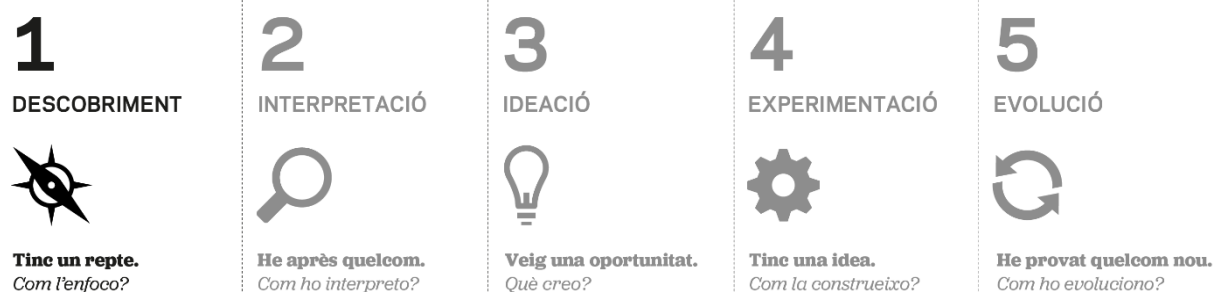 1
DESCOBRIMENT
Tinc un repte.
Com l'enfoco?
2
INTERPRETACIÓ
He après quelcom.
Com ho interpreto?
3
IDEACIÓ
Veig una oportunitat.
Què creo?
4
EXPERIMENTACIÓ
Tinc una idea.
Com la construeixo?
5
EVOLUCIÓ
He provat quelcom nou.
Com ho evoluciono?